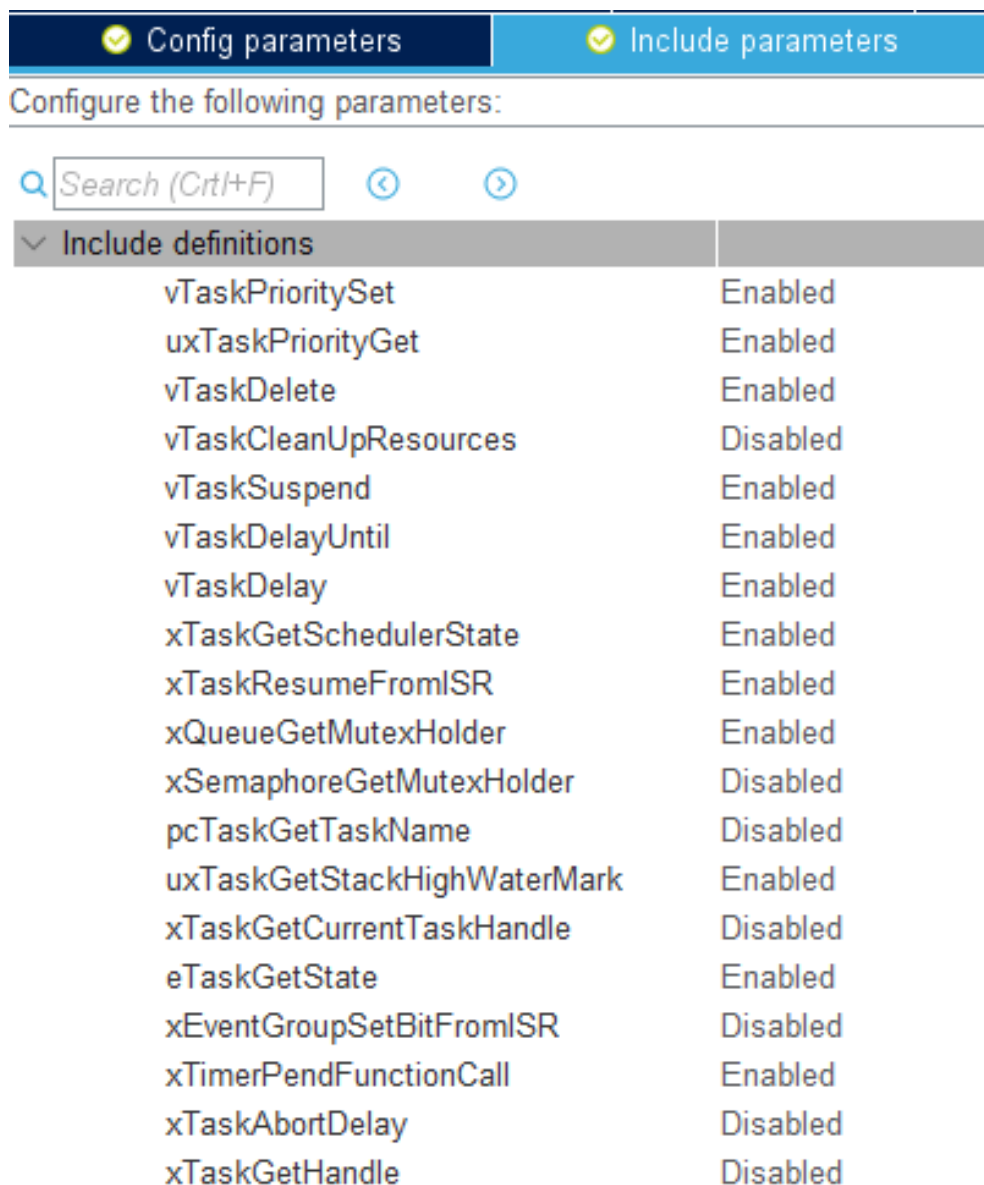 Config parameters Include parameters
Configure the following parameters:
Search (Crtl+F)
Include definitions
vTaskPrioritySet Enabled
uxTaskPriorityGet Enabled
vTaskDelete Enabled
vTaskCleanUpResources Disabled
vTaskSuspend Enabled
vTaskDelayUntil Enabled
vTaskDelay Enabled
xTaskGetSchedulerState Enabled
xTaskResumeFromISR Enabled
xQueueGetMutexHolder Enabled
xSemaphoreGetMutexHolder Disabled
pcTaskGetTaskName Disabled
uxTaskGetStackHighWaterMark Enabled
xTaskGetCurrentTaskHandle Disabled
eTaskGetState Enabled
xEventGroupSetBitFromISR Disabled
xTimerPendFunctionCall Enabled
xTaskAbortDelay Disabled
xTaskGetHandle Disabled